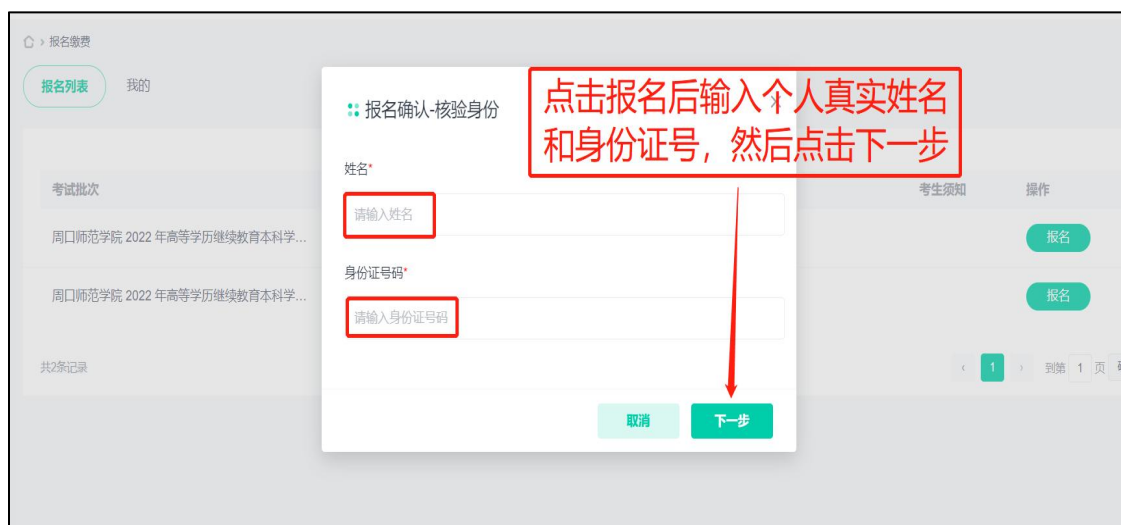 > 报名缴费
报名列表 我的
点击报名后输入个人真实姓名
和身份证号，然后点击下一步
报名确认-核验身份
姓名*
请输入姓名
身份证号码*
请输入身份证号码
取消 下一步
考试批次 考生须知 操作
周口师范学院 2022 年高等学历继续教育本科学... 报名
周口师范学院 2022 年高等学历继续教育本科学... 报名
共2条记录 < 1 > 到第 1 页